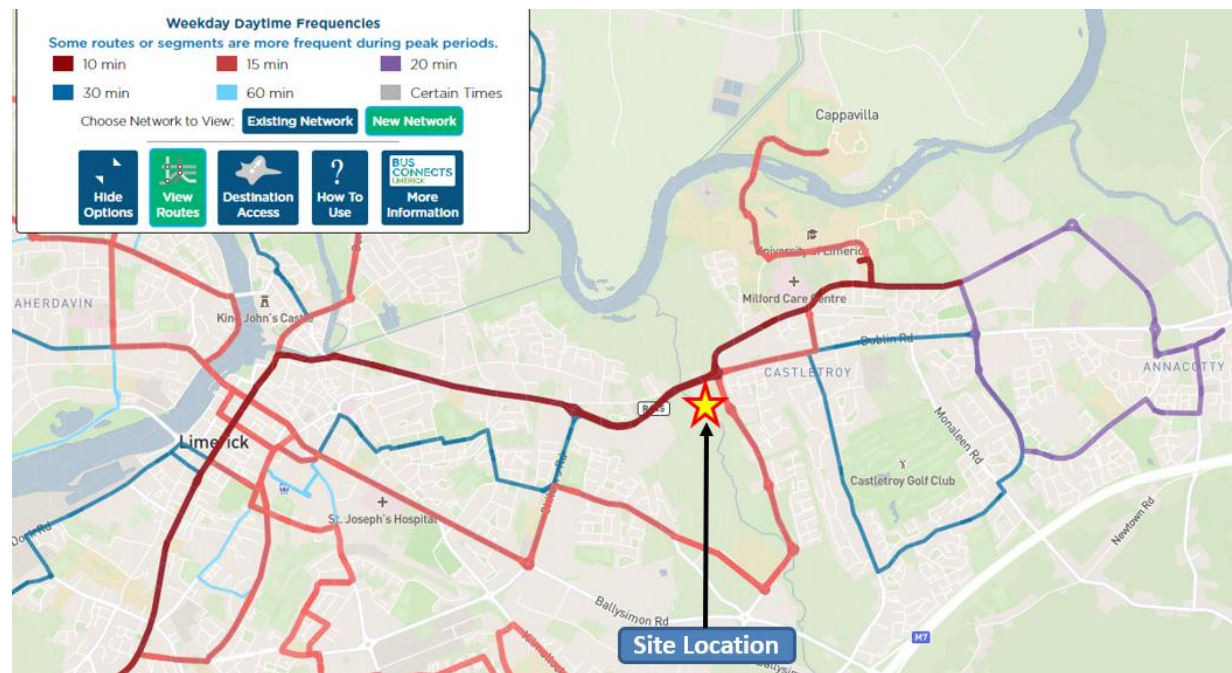 Weekday Daytime Frequencies
Some routes or segments are more frequent during peak periods.
10 min
15 min
20 min
30 min
60 min
Certain Times
Choose Network to View:
Existing Network
New Network
Hide
Options
View
Routes
Destination
Access
?
How To
Use
BUS
CONNECTS
LIMERICK
More
Information
Cappavilla
University of Limerick
Milford Care Centre
AHERDAVIN
King John's Castle
Dublin Rd
CASTLETROY
ANNACOTTY
Limerick
Monaleen Rd
Castletroy Golf Club
St. Joseph's Hospital
Dock Rd
Newtown Rd
Ballysimon Rd
M7
Site Location